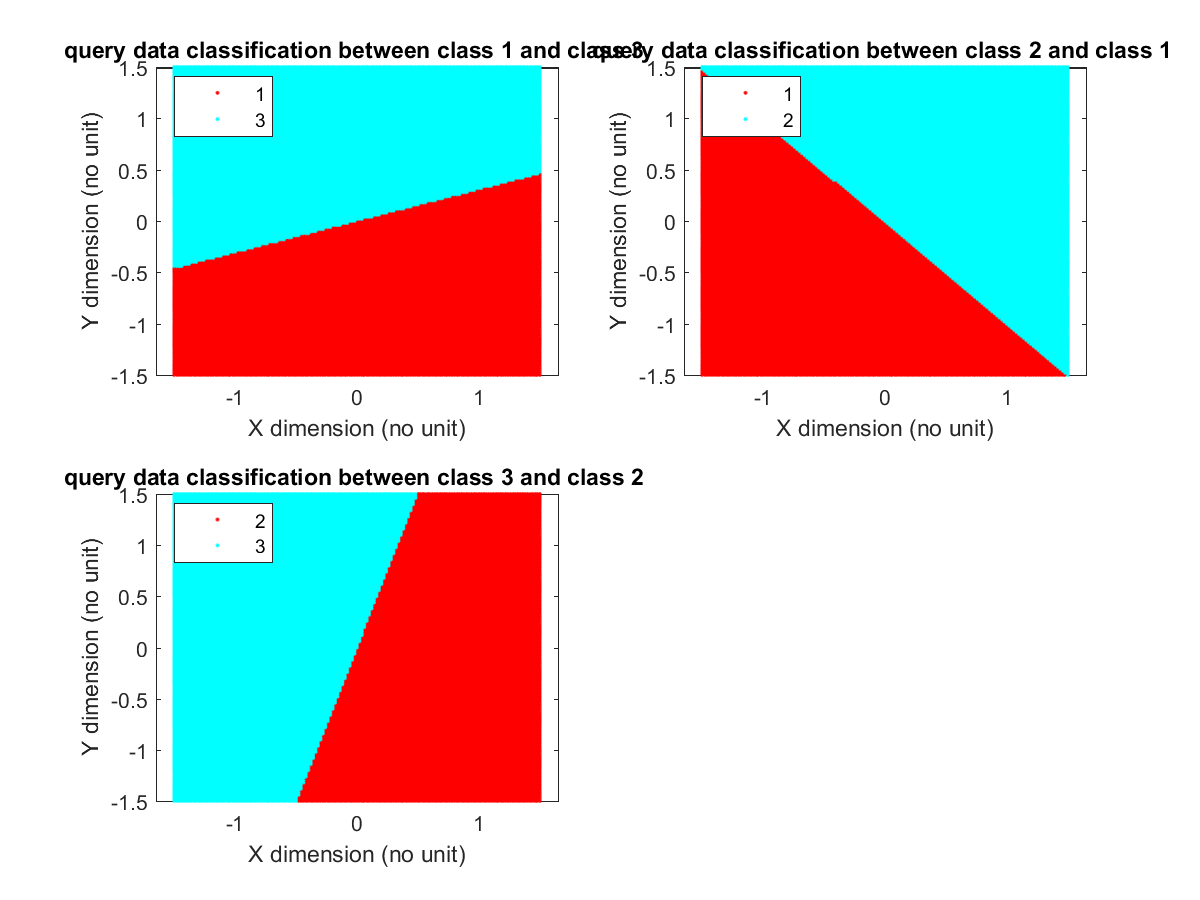 query data classification between class 1 and class 3
1.5
1
0.5
0
-0.5
-1
-1.5
Y dimension (no unit)
1
3
-1 0 1
X dimension (no unit)
query data classification between class 2 and class 1
1.5
1
0.5
0
-0.5
-1
-1.5
Y dimension (no unit)
1
2
-1 0 1
X dimension (no unit)
query data classification between class 3 and class 2
1.5
1
0.5
0
-0.5
-1
-1.5
Y dimension (no unit)
2
3
-1 0 1
X dimension (no unit)